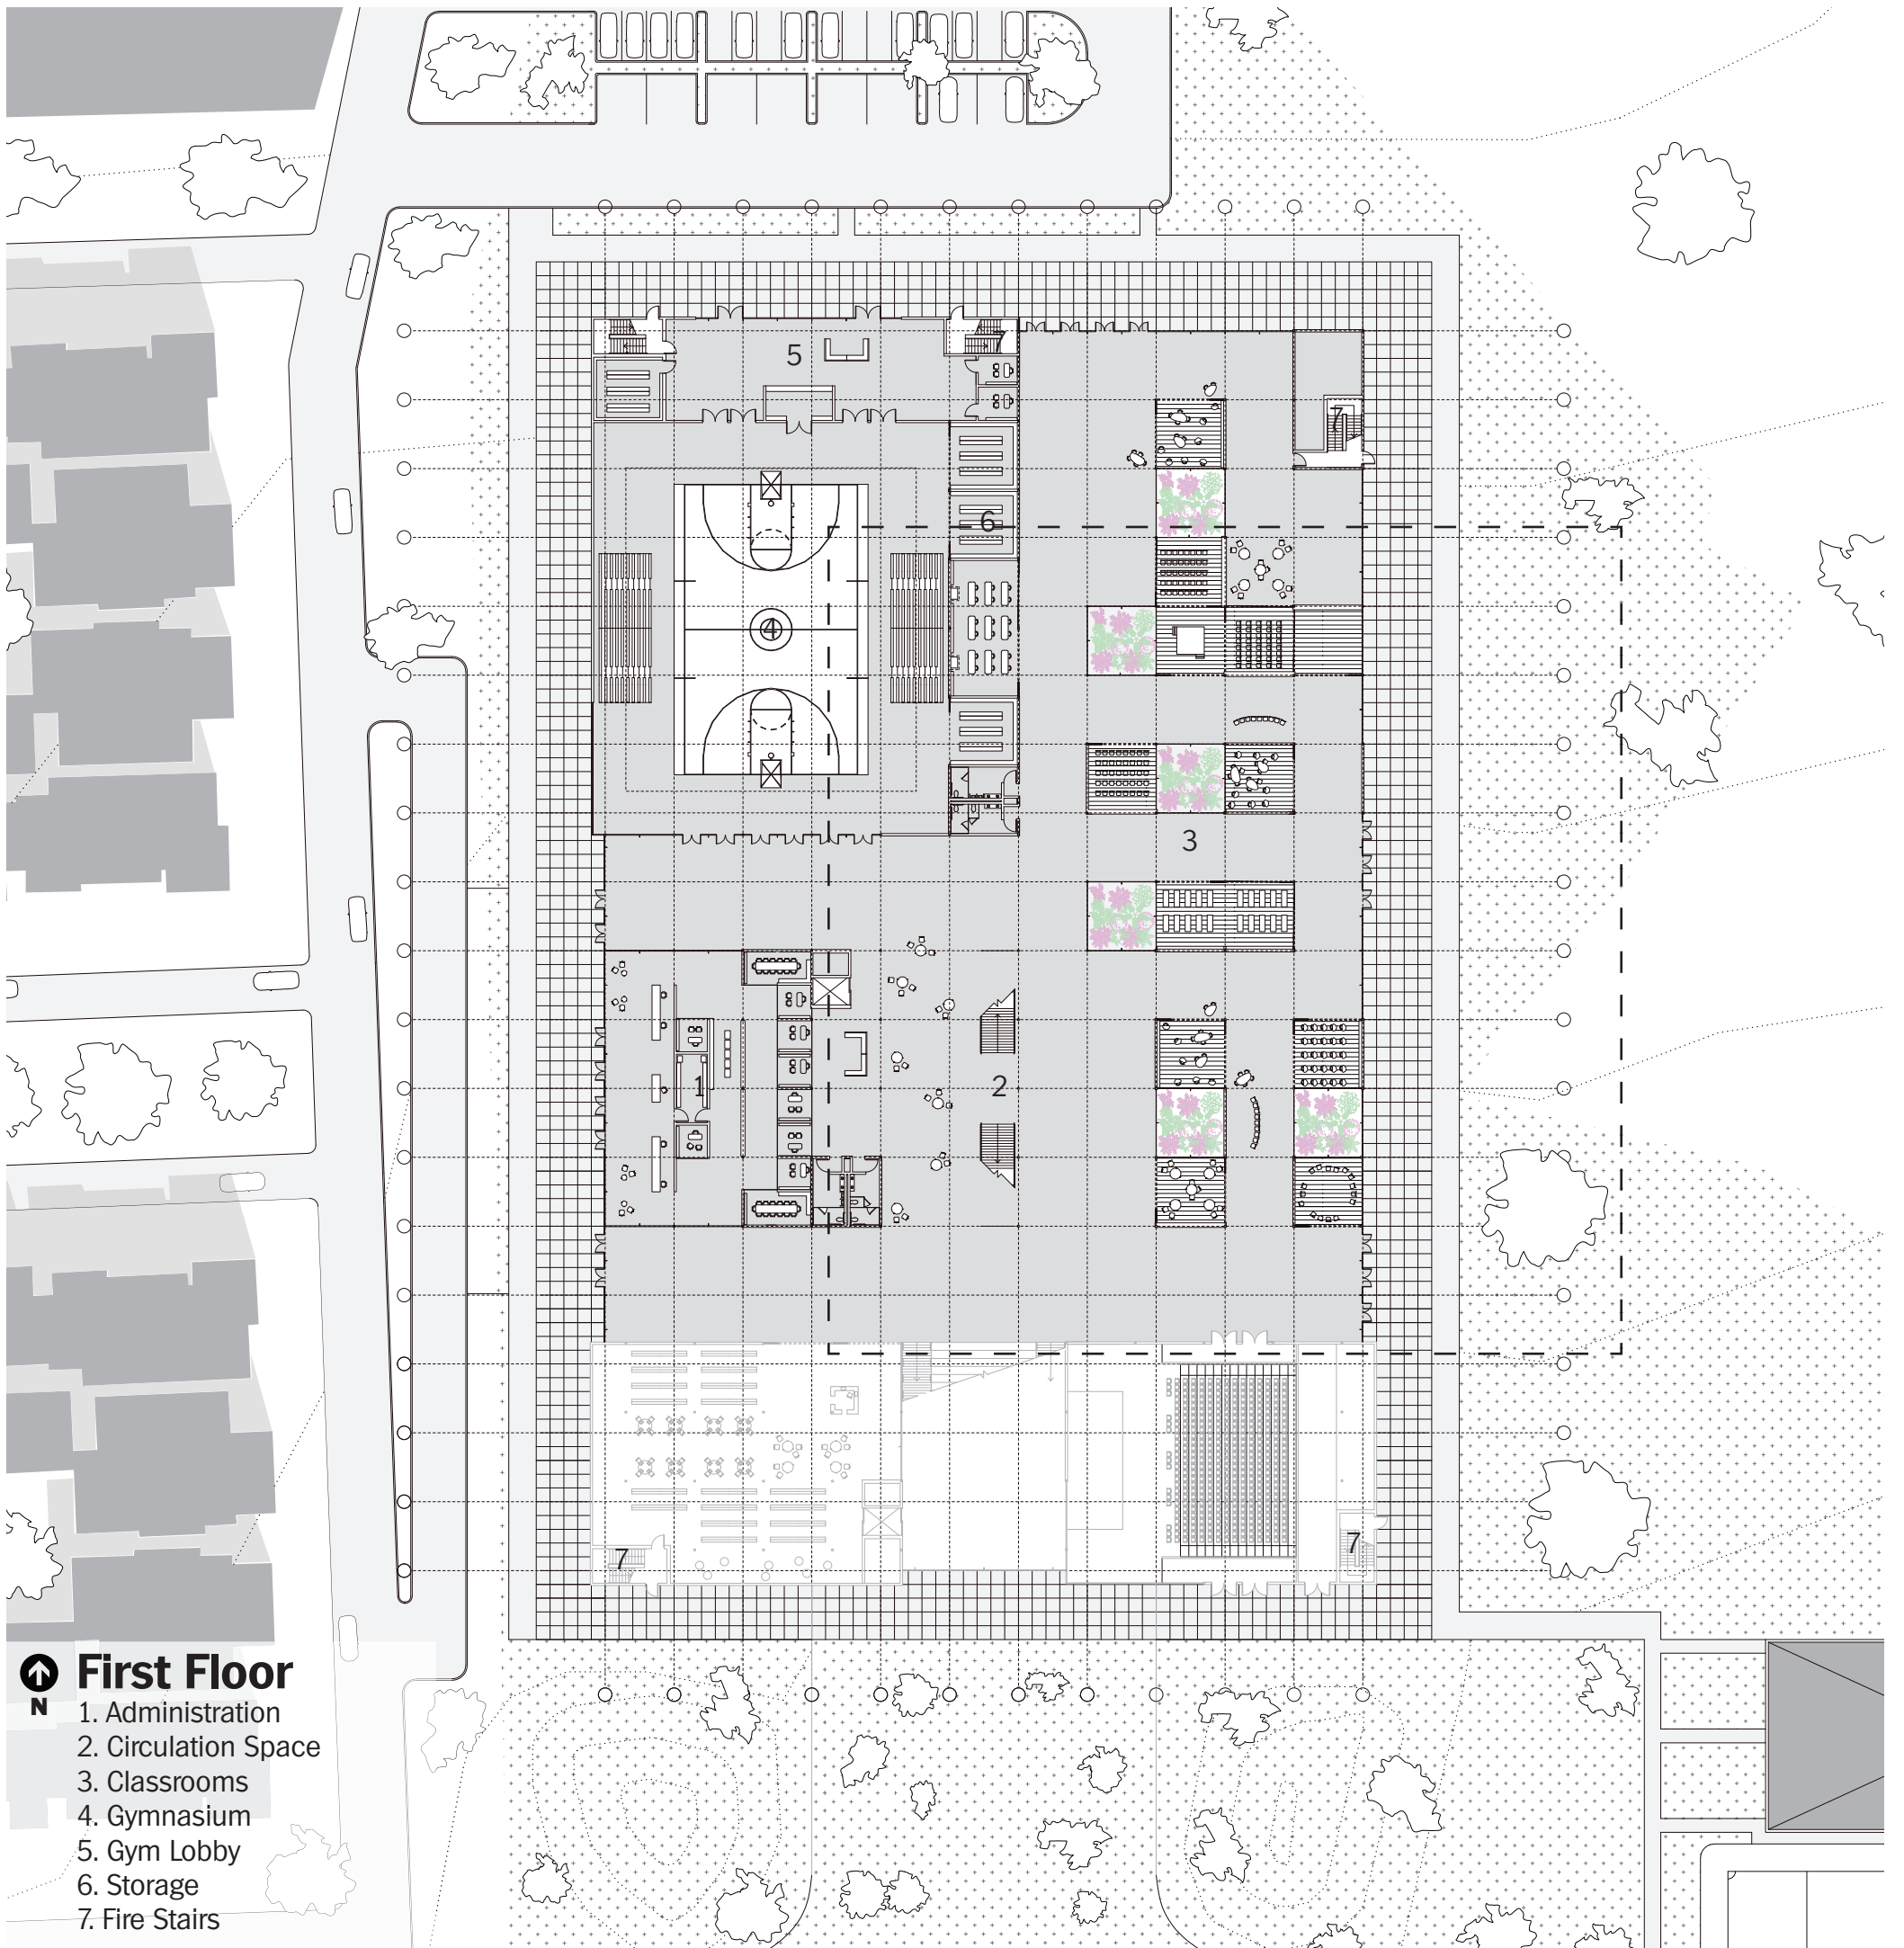 5
7
7
6
4
3
1
2
7
7
First Floor
N
1. Administration
2. Circulation Space
3. Classrooms
4. Gymnasium
5. Gym Lobby
6. Storage
7. Fire Stairs